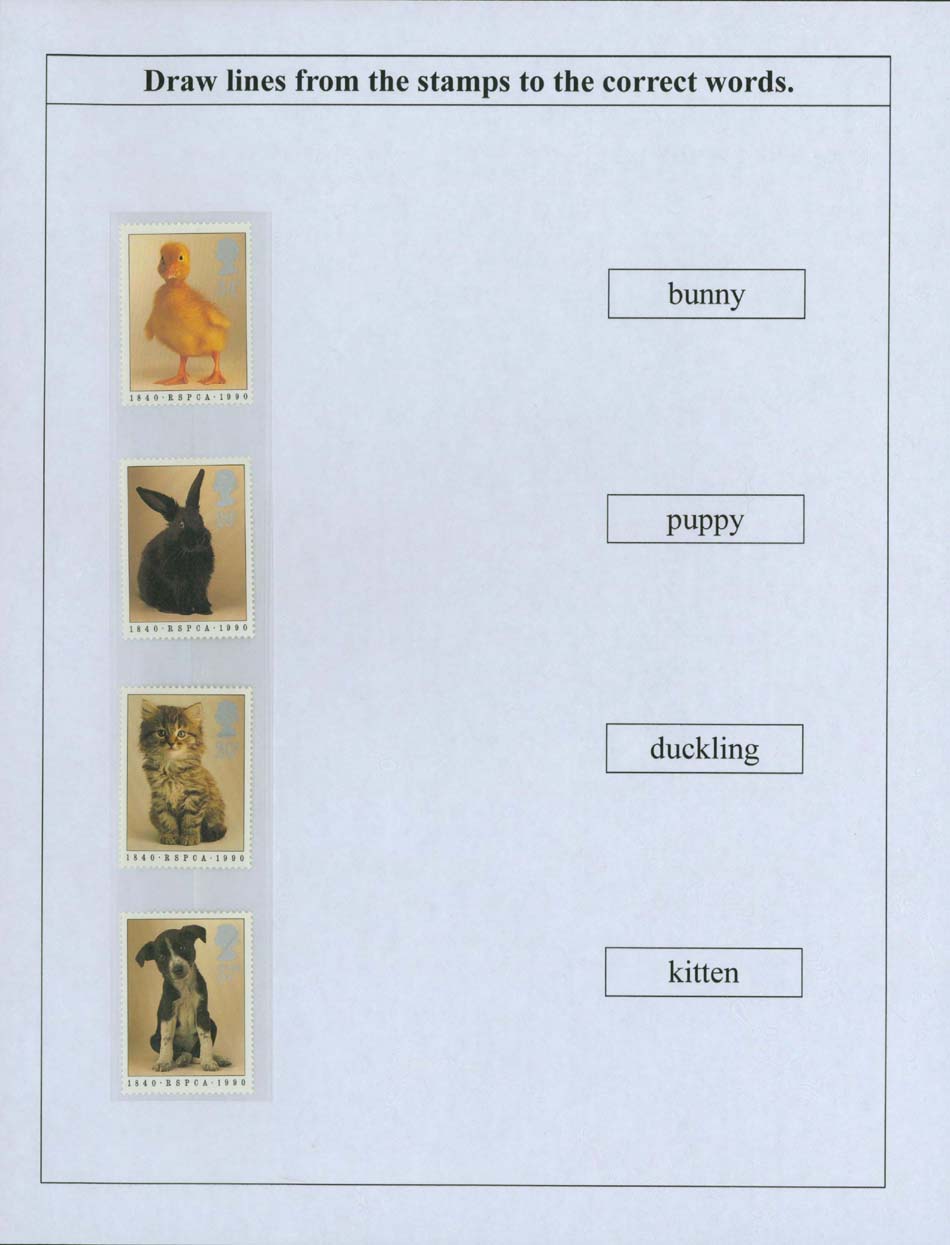 Draw lines from the stamps to the correct words.
1840·RSPCA·1990
bunny
1840·RSPCA·1990
puppy
20
1840·RSPCA·1990
duckling
1840·RSPCA·1990
kitten